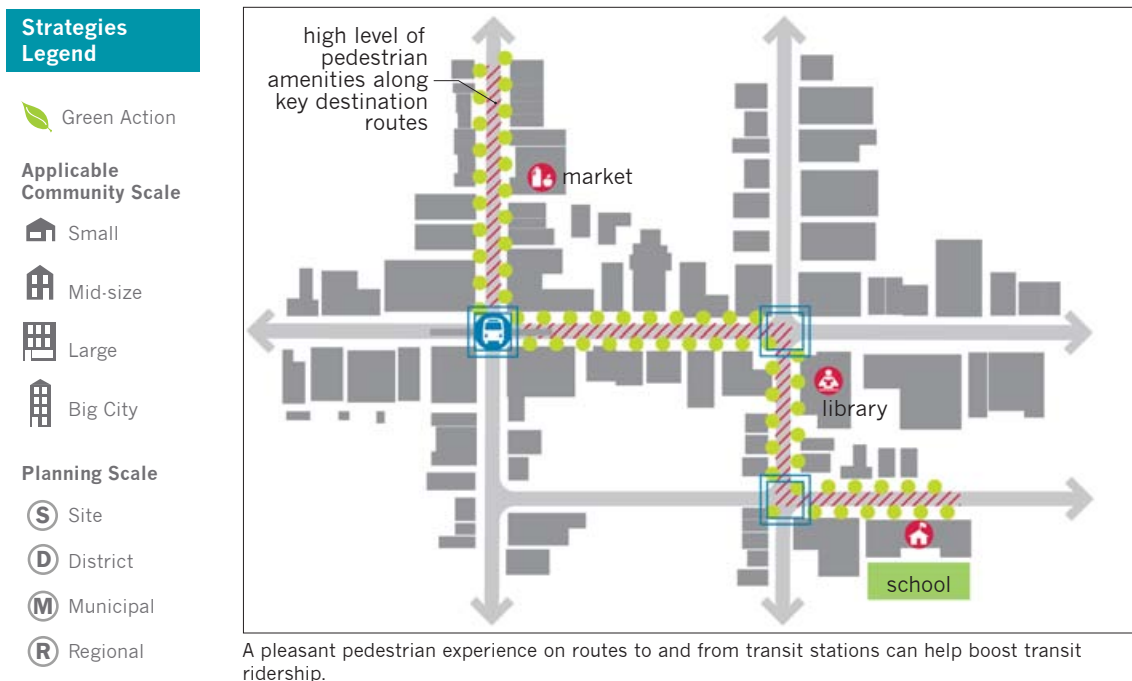 Strategies
Legend
Green Action
Applicable
Community Scale
Small
Mid-size
Large
Big City
Planning Scale
S Site
D District
M Municipal
R Regional
high level of
pedestrian
amenities along
key destination
routes
market
library
school
A pleasant pedestrian experience on routes to and from transit stations can help boost transit
ridership.